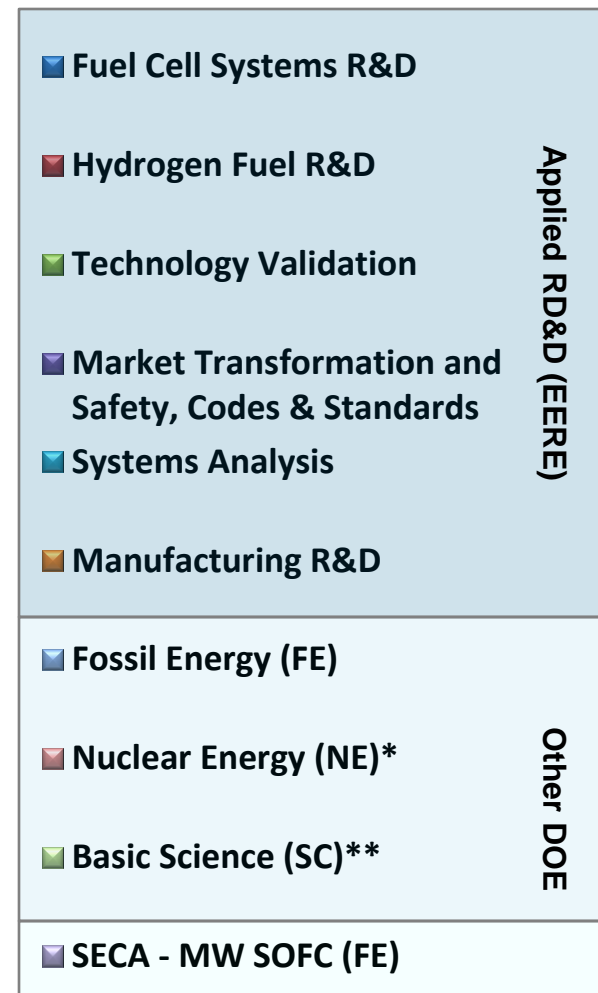 Fuel Cell Systems R&D
Hydrogen Fuel R&D
Technology Validation
Market Transformation and
Safety, Codes & Standards
Systems Analysis
Manufacturing R&D
Applied RD&D (EERE)
Fossil Energy (FE)
Nuclear Energy (NE)*
Basic Science (SC)**
Other DOE
SECA - MW SOFC (FE)